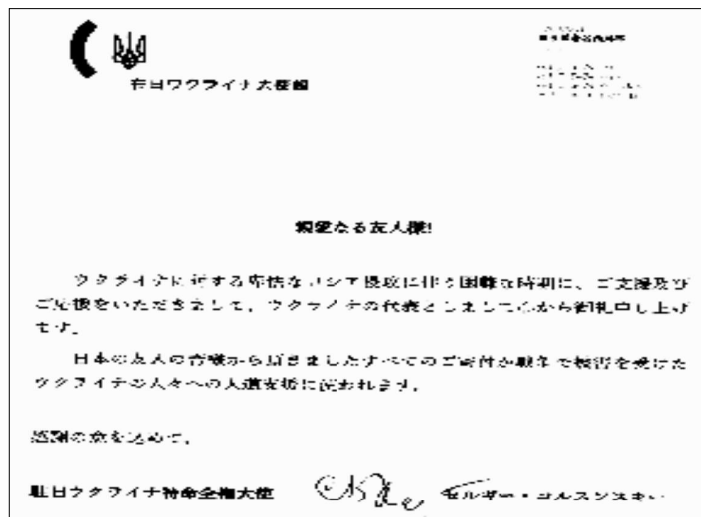 在日ウクライナ大使館
親愛なる友人様!
ウクライナに対する卑怯なロシア侵攻に伴う困難な時期に、ご支援及び
ご応援をいただきまして、ウクライナの代表としまして心から御礼申し上げ
ます。
日本の友人の皆様から頂きましたすべてのご寄付が戦争で被害を受けた
ウクライナの人々への人道支援に使われます。
感謝の意を込めて、
駐日ウクライナ特命全権大使 セルギー・コルスンスキー